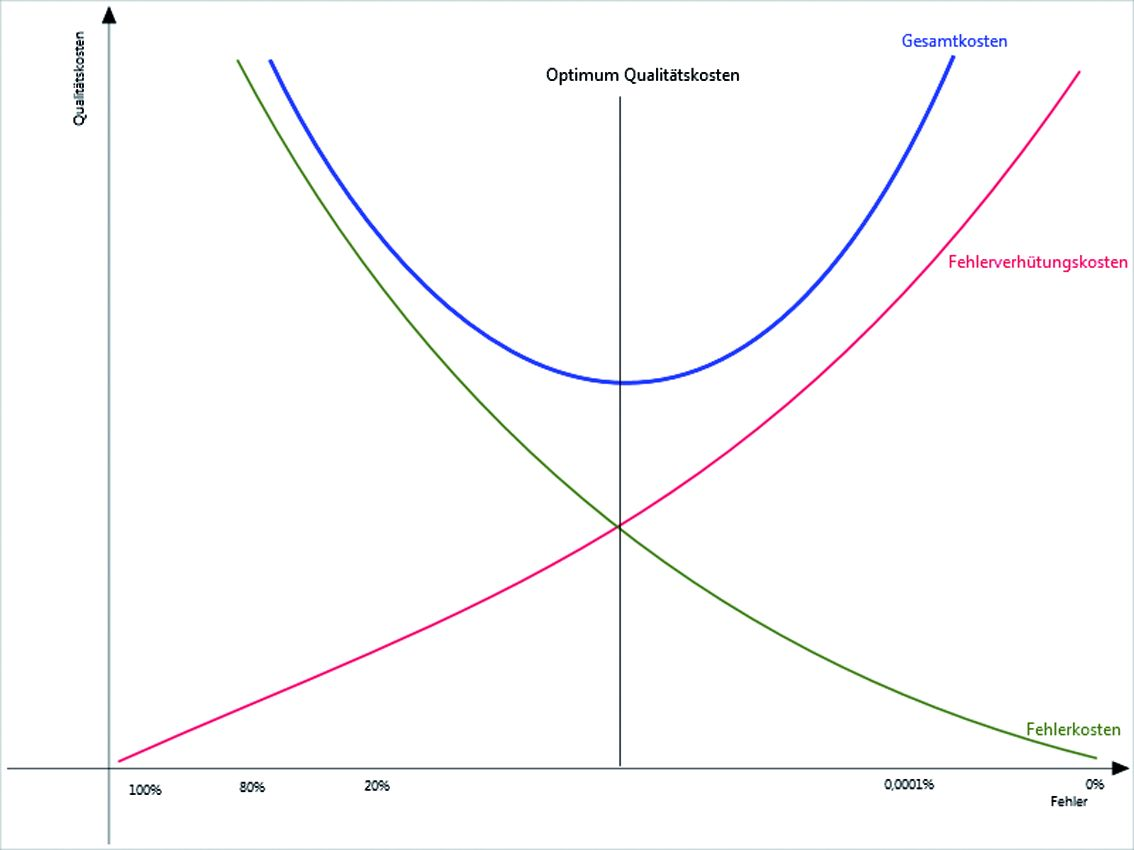 Qualitätskosten
Gesamtkosten
Optimum Qualitätskosten
Fehlerverhütungskosten
Fehlerkosten
100%
80%
20%
0,0001%
0%
Fehler